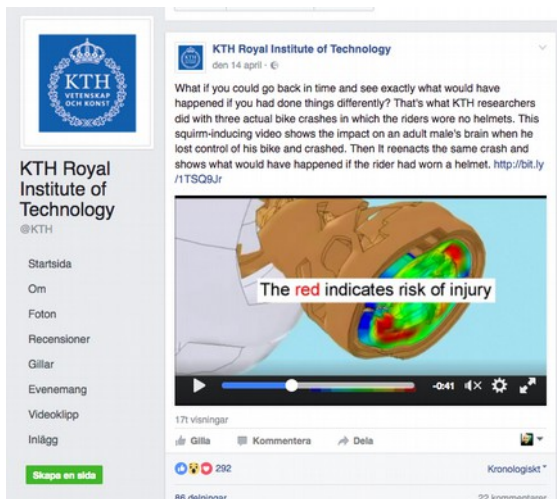 KTH
VETENSKAP
OCH KONST
KTH Royal
Institute of
Technology
@KTH
Startsida
Om
Foton
Recensioner
Gillar
Evenemang
Videoklipp
Inlägg
Skapa en sida
KTH Royal Institute of Technology
den 14 april ·
What if you could go back in time and see exactly what would have
happened if you had done things differently? That's what KTH researchers
did with three actual bike crashes in which the riders wore no helmets. This
squirm-inducing video shows the impact on an adult male's brain when he
lost control of his bike and crashed. Then It reenacts the same crash and
shows what would have happened if the rider had worn a helmet. http://bit.ly
/1TSQ9Jr
The red indicates risk of injury
-0:41
17t visningar
Gilla Kommentera Dela
292
Kronologiskt
86 delningar
22 kommentarer